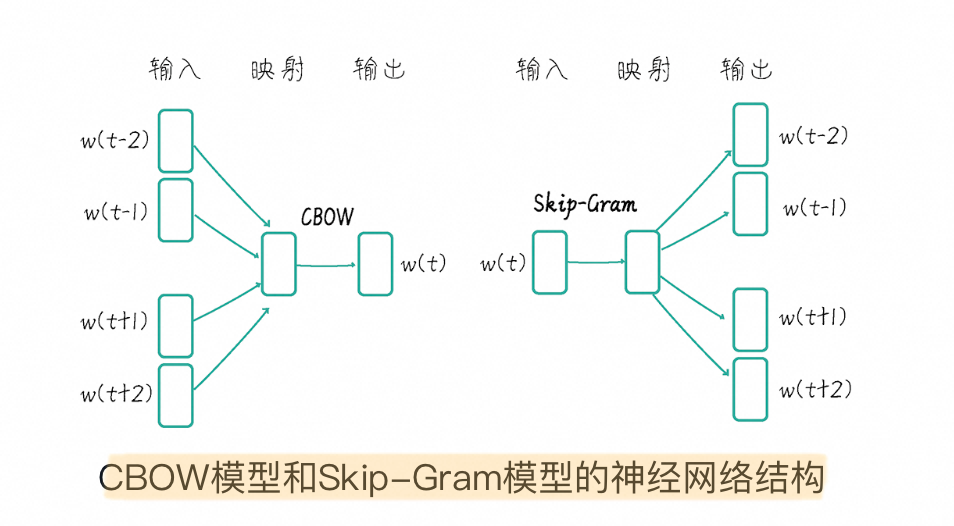 输入 映射 输出 输入 映射 输出
w(t-2) w(t-2)
w(t-1) Skip-Gram w(t-1)
CBOW
w(t) w(t)
w(t+1) w(t+1)
w(t+2) w(t+2)
CBOW模型和Skip-Gram模型的神经网络结构